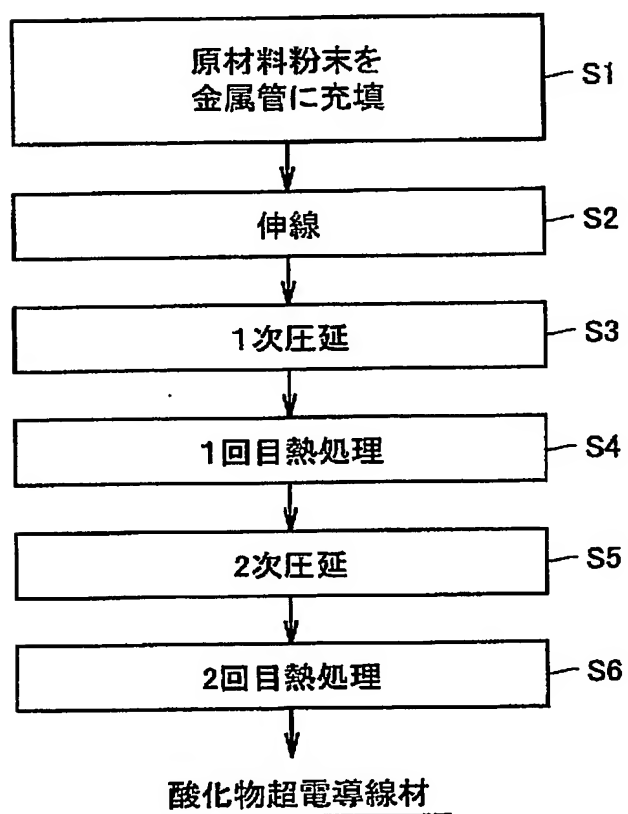 原材料粉末を
金属管に充填
S1
伸線
S2
1次圧延
S3
1回目熱処理
S4
2次圧延
S5
2回目熱処理
S6
酸化物超電導線材